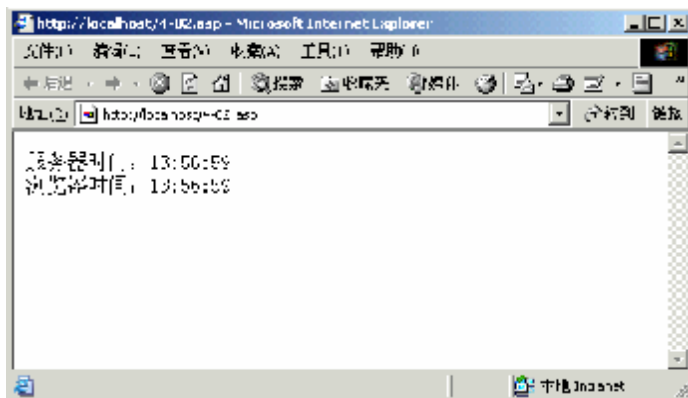 http://localhost/4-02.asp - Microsoft Internet Explorer
文件(F) 编辑(E) 查看(V) 收藏(A) 工具(T) 帮助(H)
后退 搜索 收藏夹 媒体
地址(D) http://localhost/4-02.asp 转到 链接
服务器时间：13:56:59
浏览器时间：13:56:59
本地 Intranet